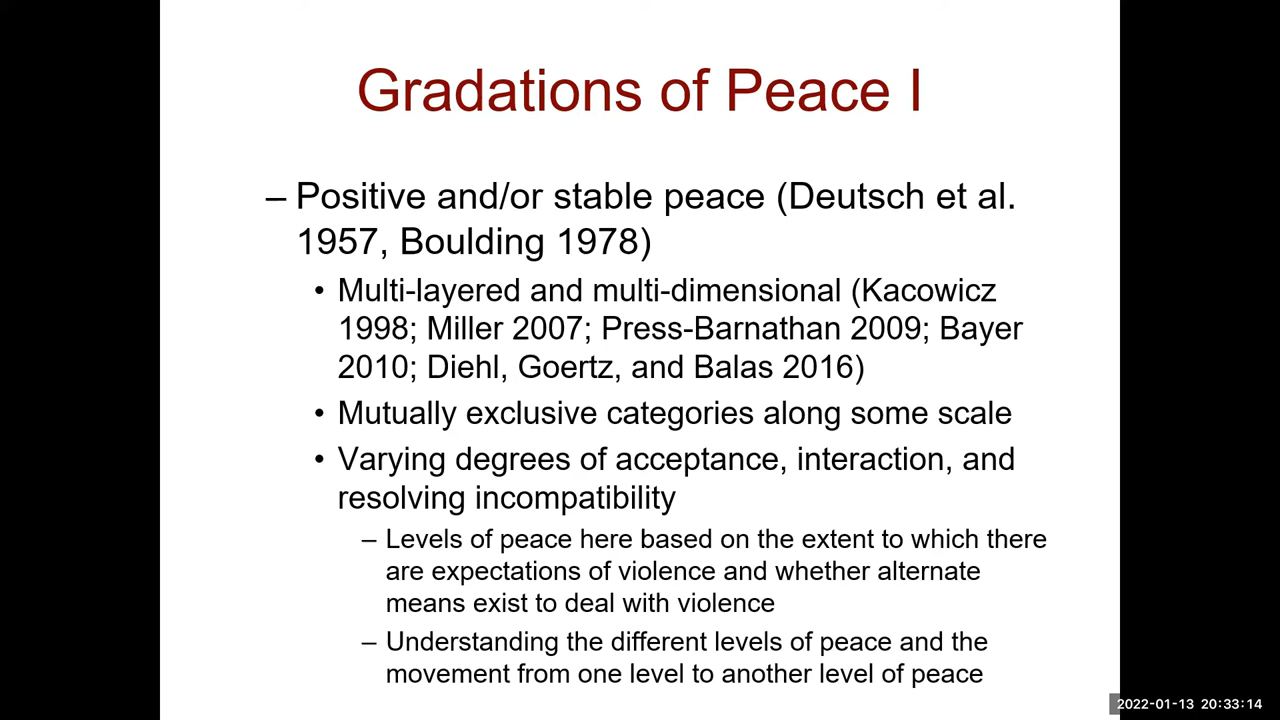 Gradations of Peace I
– Positive and/or stable peace (Deutsch et al.
1957, Boulding 1978)
• Multi-layered and multi-dimensional (Kacowicz
1998; Miller 2007; Press-Barnathan 2009; Bayer
2010; Diehl, Goertz, and Balas 2016)
• Mutually exclusive categories along some scale
• Varying degrees of acceptance, interaction, and
resolving incompatibility
– Levels of peace here based on the extent to which there
are expectations of violence and whether alternate
means exist to deal with violence
– Understanding the different levels of peace and the
movement from one level to another level of peace
2022-01-13 20:33:14